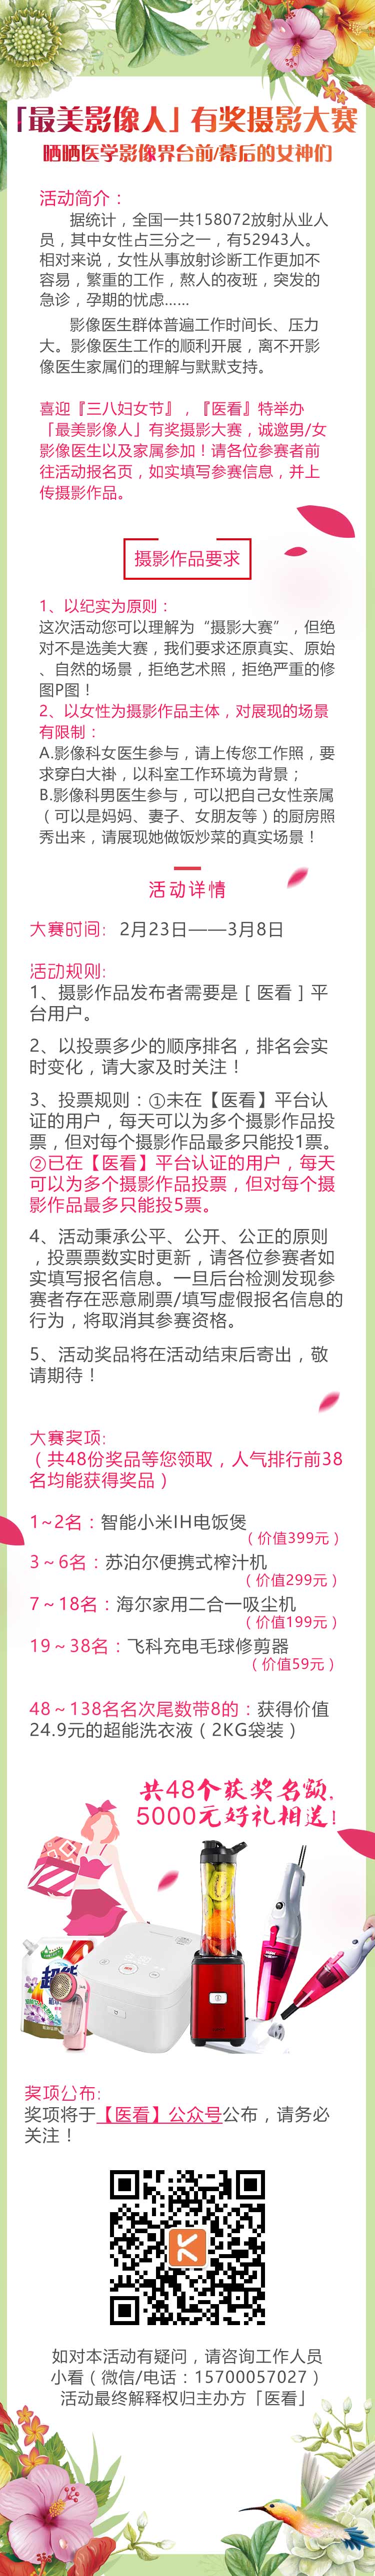 「最美影像人」有奖摄影大赛
晒晒医学影像界台前/幕后的女神们
活动简介：
据统计，全国一共158072放射从业人
员，其中女性占三分之一，有52943人。
相对来说，女性从事放射诊断工作更加不
容易，繁重的工作，熬人的夜班，突发的
急诊，孕期的忧虑……
影像医生群体普遍工作时间长、压力
大。影像医生工作的顺利开展，离不开影
像医生家属们的理解与默默支持。
喜迎『三八妇女节』，『医看』特举办
「最美影像人」有奖摄影大赛，诚邀男/女
影像医生以及家属参加！请各位参赛者前
往活动报名页，如实填写参赛信息，并上
传摄影作品。
摄影作品要求
1、以纪实为原则：
这次活动您可以理解为“摄影大赛”，但绝
对不是选美大赛，我们要求还原真实、原始
、自然的场景，拒绝艺术照，拒绝严重的修
图P图！
2、以女性为摄影作品主体，对展现的场景
有限制：
A.影像科女医生参与，请上传您工作照，要
求穿白大褂，以科室工作环境为背景；
B.影像科男医生参与，可以把自己女性亲属
（可以是妈妈、妻子、女朋友等）的厨房照
秀出来，请展现她做饭炒菜的真实场景！
活动详情
大赛时间：2月23日——3月8日
活动规则:
1、摄影作品发布者需要是［医看］平
台用户。
2、以投票多少的顺序排名，排名会实
时变化，请大家及时关注！
3、投票规则：①未在【医看】平台认
证的用户，每天可以为多个摄影作品投
票，但对每个摄影作品最多只能投1票。
②已在【医看】平台认证的用户，每天
可以为多个摄影作品投票，但对每个摄
影作品最多只能投5票。
4、活动秉承公平、公开、公正的原则
，投票票数实时更新，请各位参赛者如
实填写报名信息。一旦后台检测发现参
赛者存在恶意刷票/填写虚假报名信息的
行为，将取消其参赛资格。
5、活动奖品将在活动结束后寄出，敬
请期待！
大赛奖项:
（共48份奖品等您领取，人气排行前38
名均能获得奖品）
1~2名：智能小米IH电饭煲
（价值399元）
3～6名：苏泊尔便携式榨汁机
（价值299元）
7～18名：海尔家用二合一吸尘机
（价值199元）
19～38名：飞科充电毛球修剪器
（价值59元）
48～138名名次尾数带8的：获得价值
24.9元的超能洗衣液（2KG袋装）
共48个获奖名额，
5000元好礼相送！
超能
奖项公布:
奖项将于【医看】公众号公布，请务必
关注！
K
如对本活动有疑问，请咨询工作人员
小看（微信/电话：15700057027）
活动最终解释权归主办方「医看」